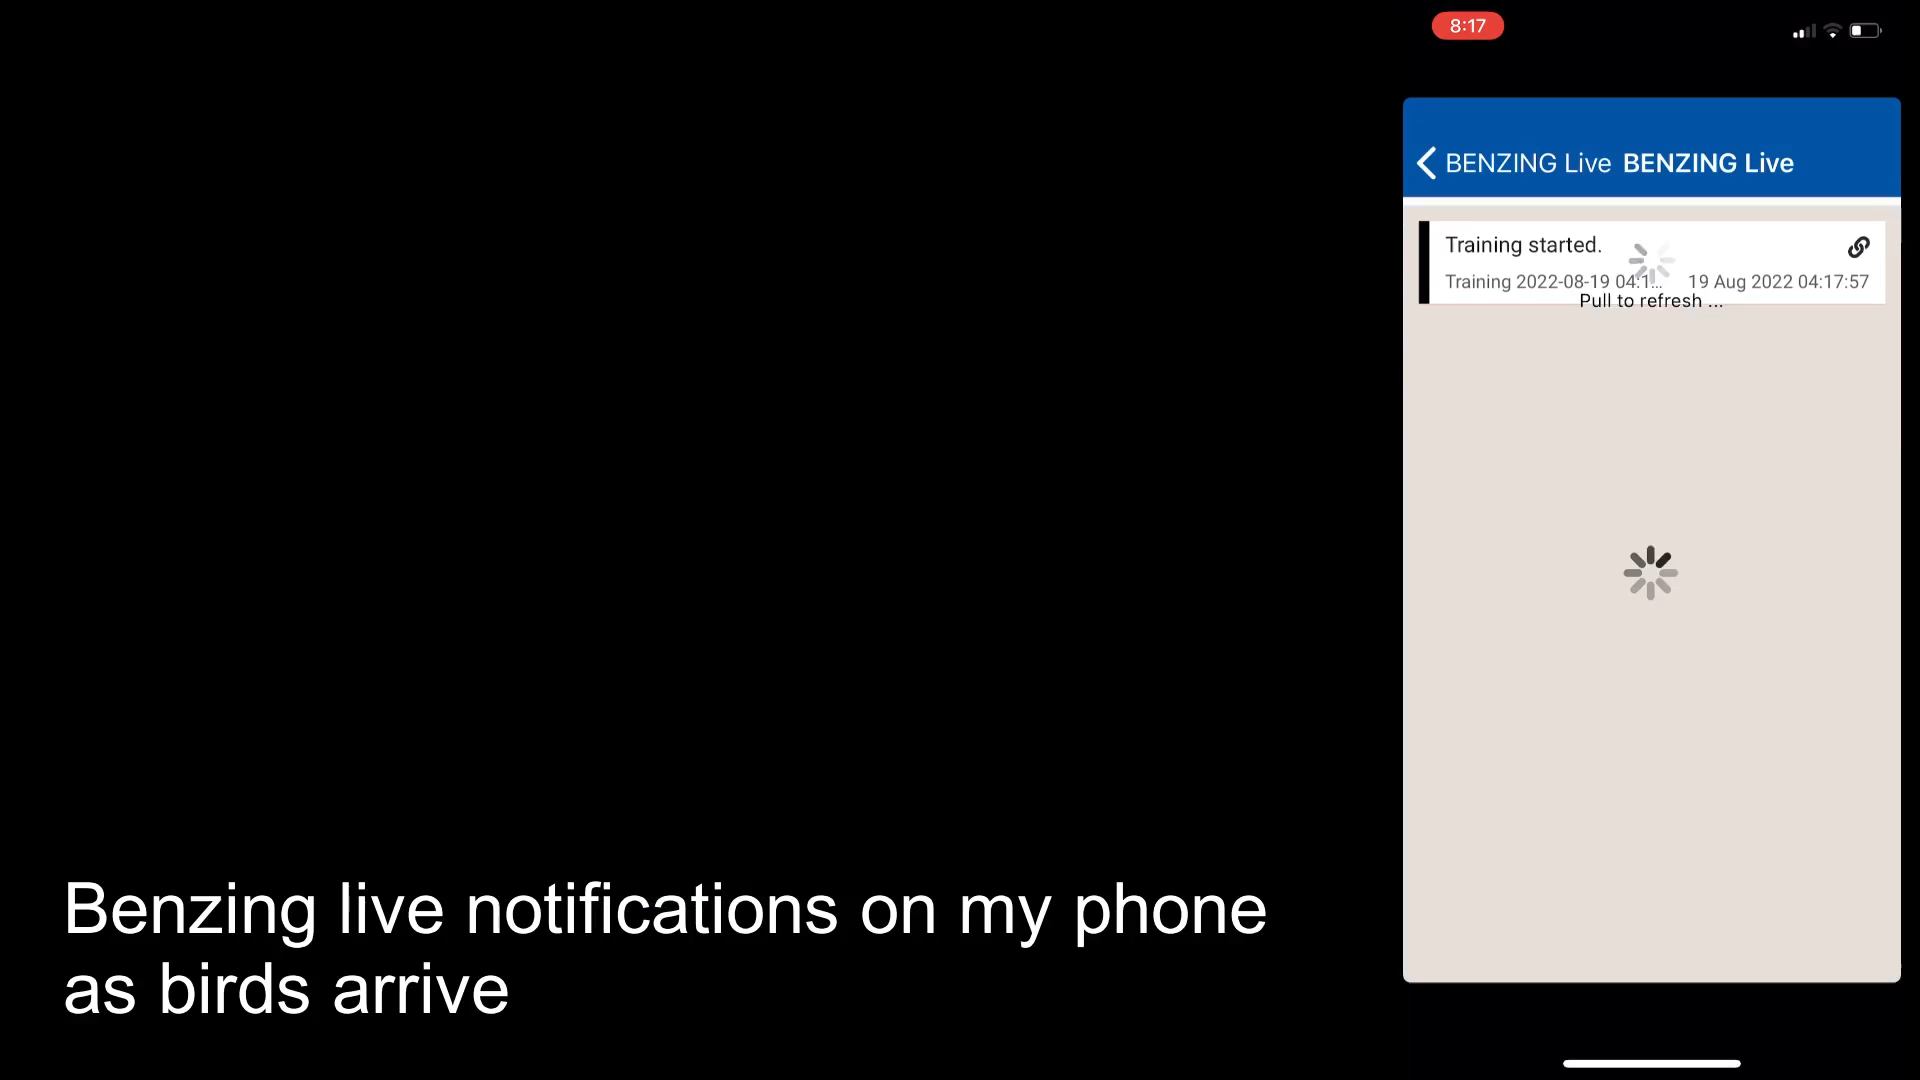 8:17
BENZING Live BENZING Live
Training started.
Training 2022-08-19 04:1... 19 Aug 2022 04:17:57
Pull to refresh ...
Benzing live notifications on my phone
as birds arrive